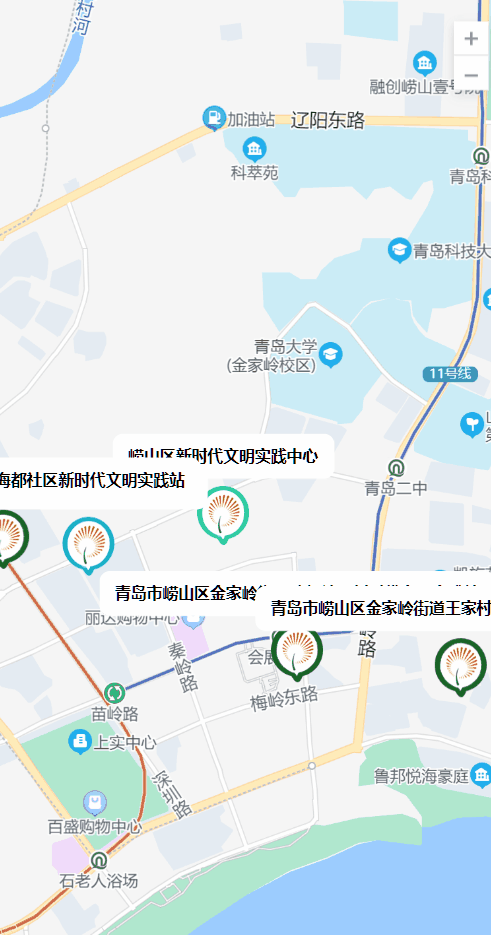 村河
融创崂山壹号院
加油站
辽阳东路
科萃苑
青岛科
青岛科技大
青岛大学
(金家岭校区)
11号线
崂山区新时代文明实践中心
海都社区新时代文明实践站
青岛二中
青岛市崂山区金家岭
青岛市崂山区金家岭街道王家村
丽达购物中心
会展
秦岭路
梅岭东路
苗岭路
上实中心
深圳路
鲁邦悦海豪庭
百盛购物中心
石老人浴场